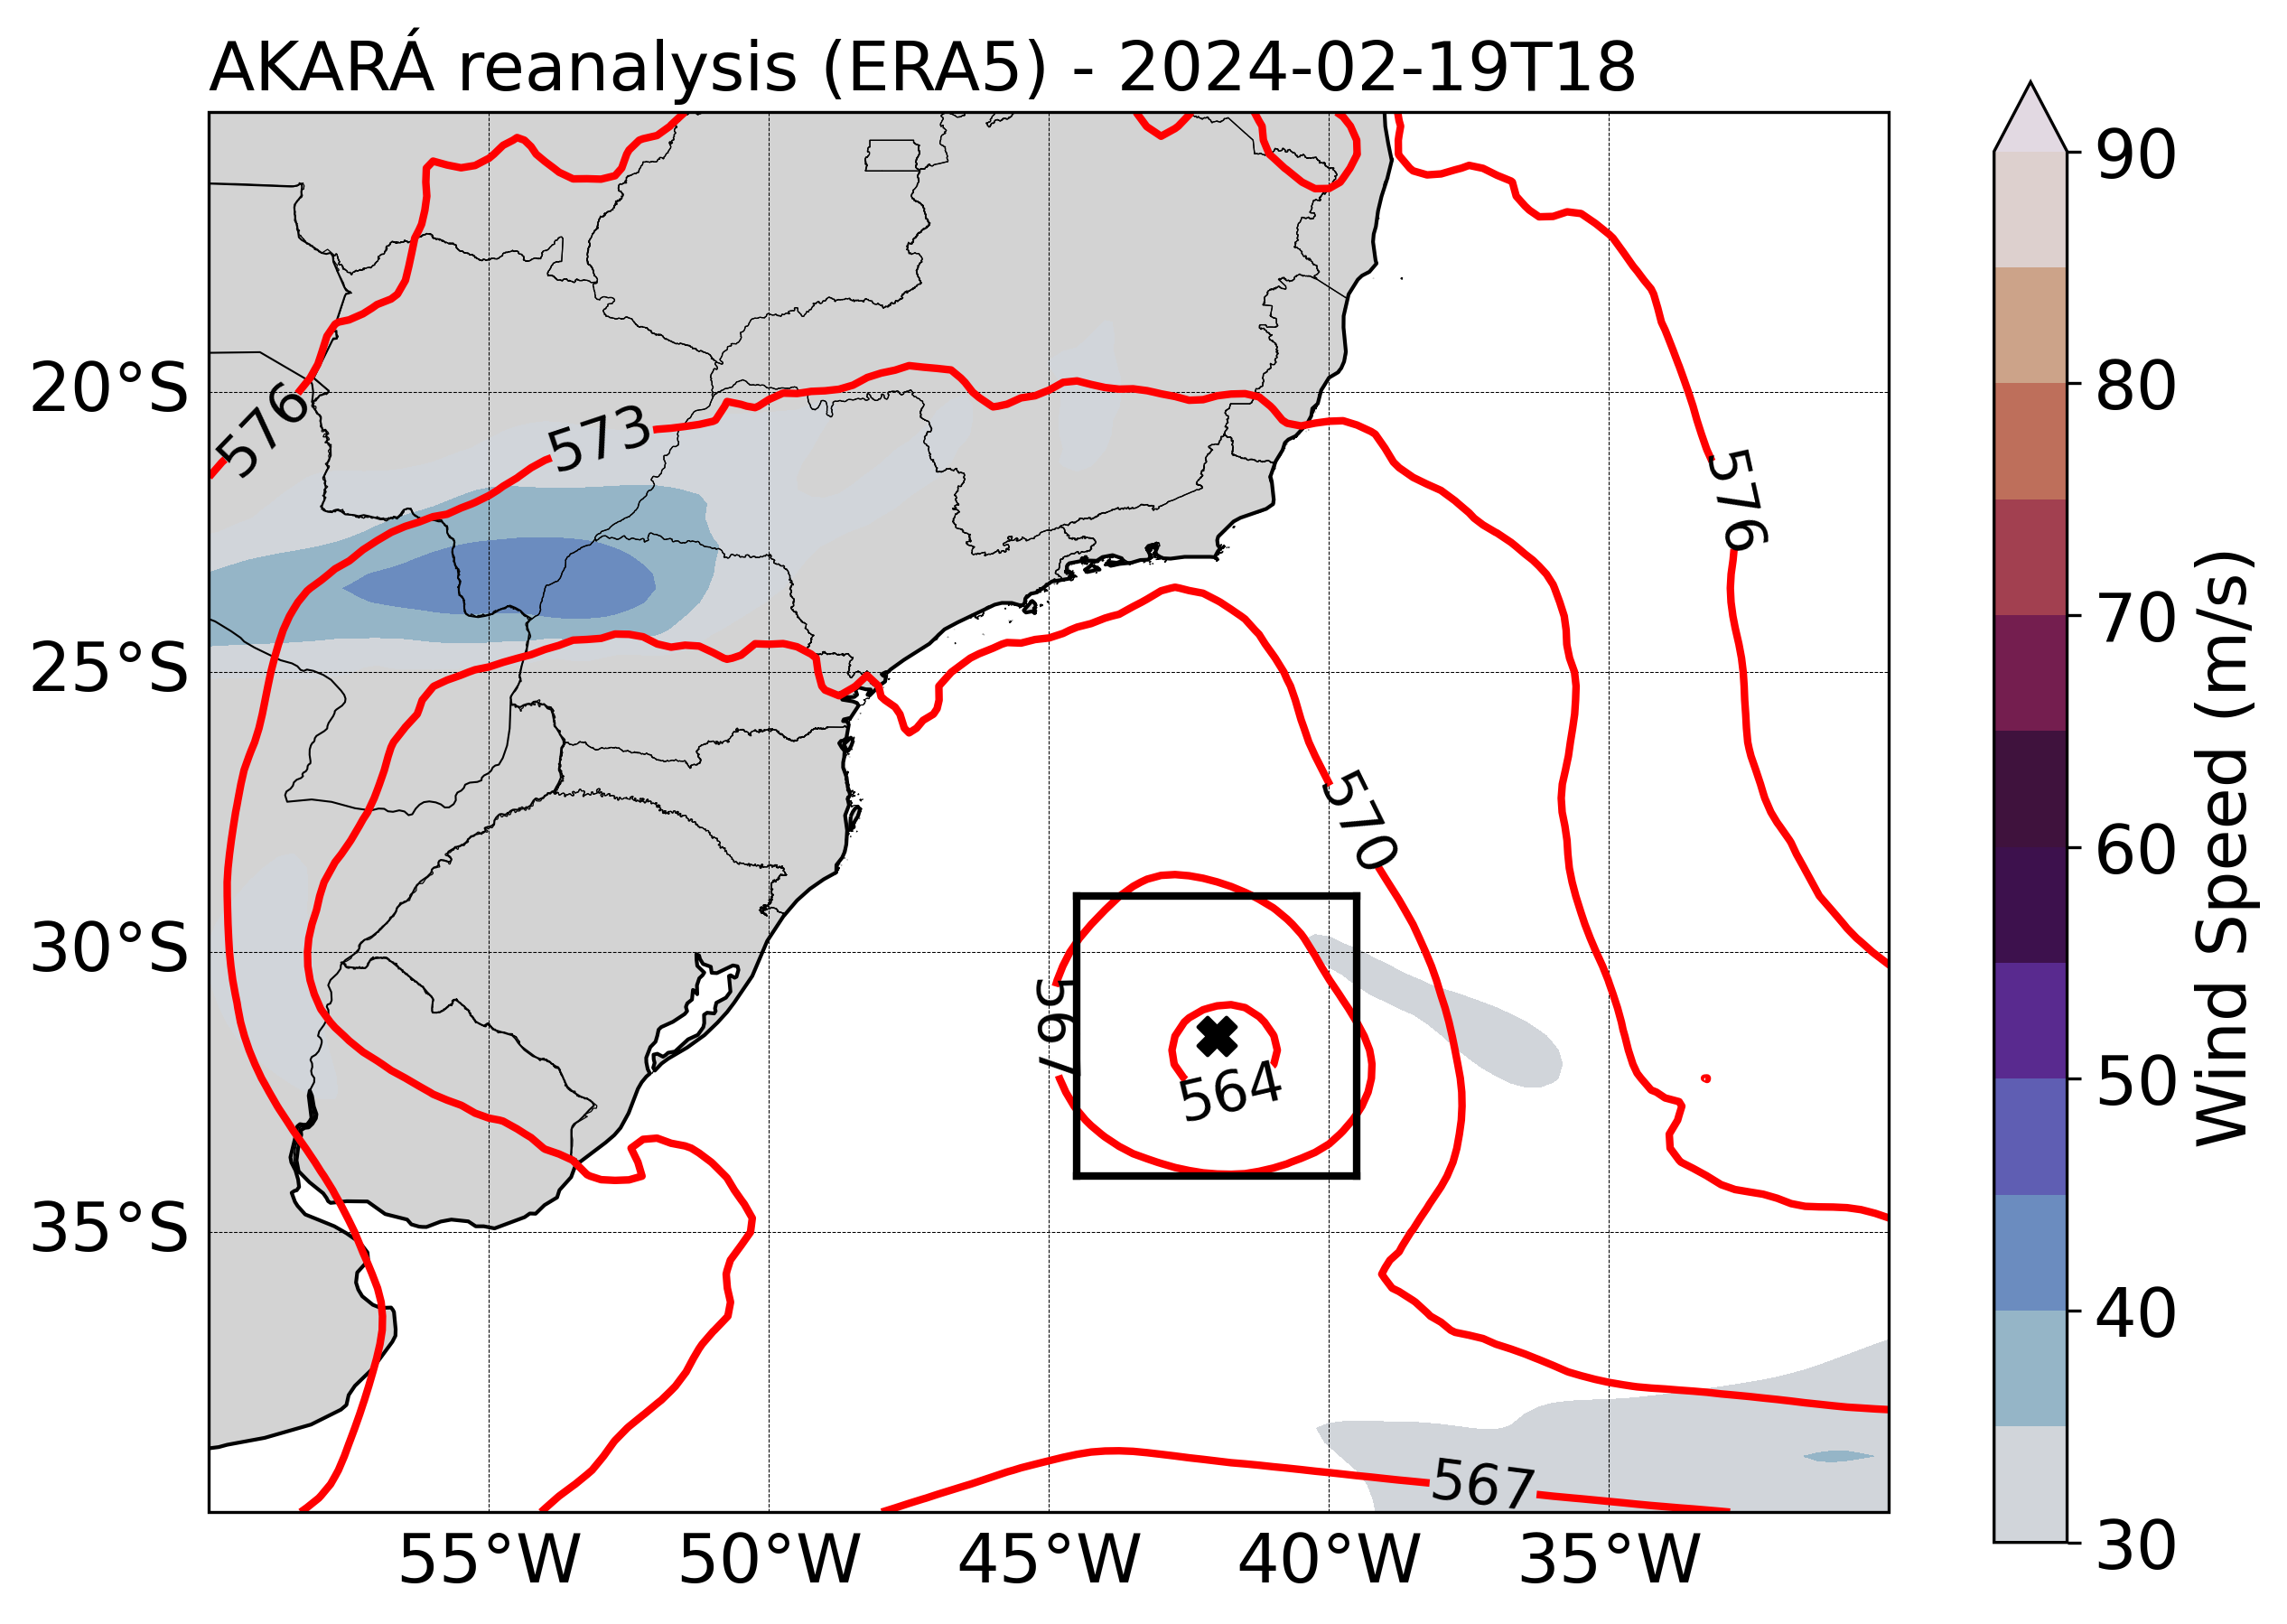 AKARÁ reanalysis (ERA5) - 2024-02-19T18
20°S
25°S
30°S
35°S
55°W
50°W
45°W
40°W
35°W
576
573
576
570
567
564
567
90
80
70
60
50
40
30
Wind Speed (m/s)